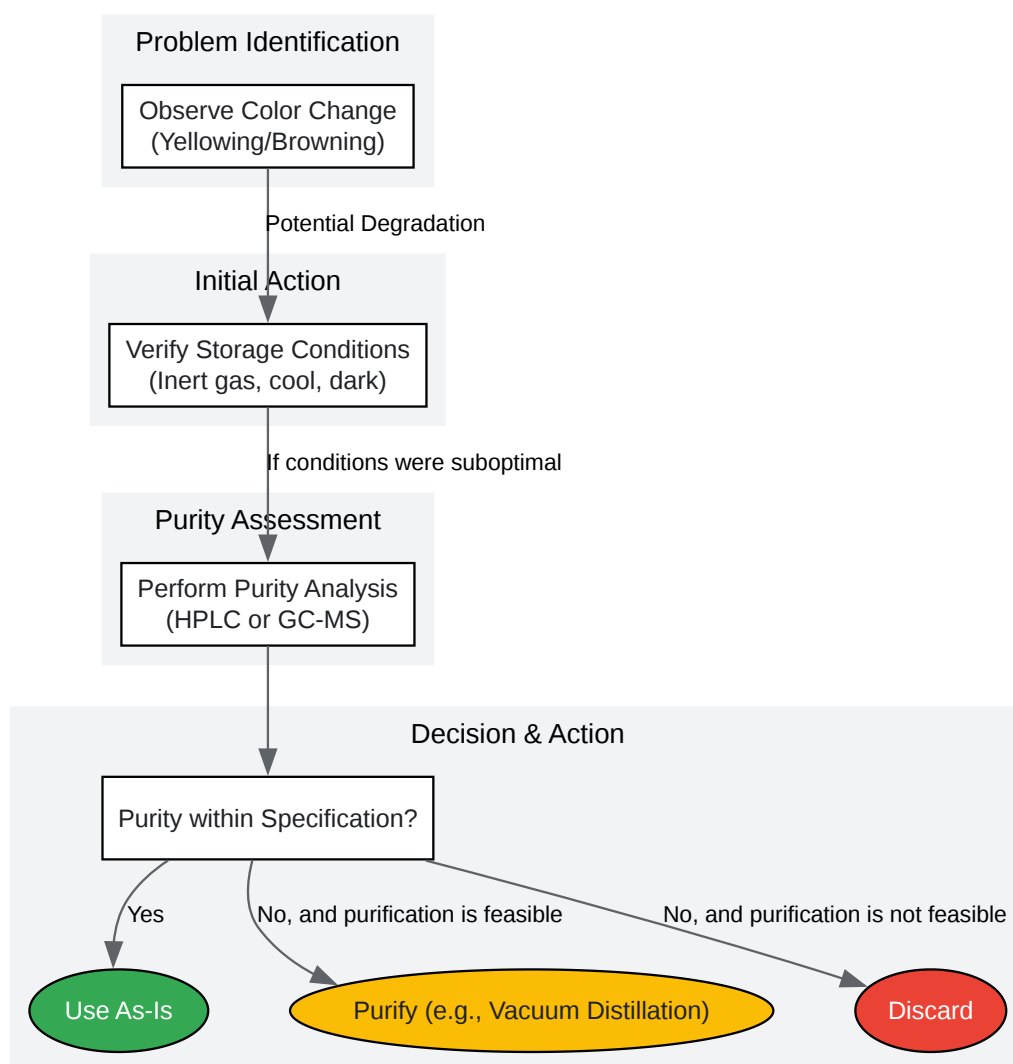 Problem Identification
Observe Color Change
(Yellowing/Browning)
Potential Degradation
Initial Action
Verify Storage Conditions
(Inert gas, cool, dark)
If conditions were suboptimal
Purity Assessment
Perform Purity Analysis
(HPLC or GC-MS)
Decision & Action
Purity within Specification?
Yes
No, and purification is feasible
No, and purification is not feasible
Use As-Is
Purify (e.g., Vacuum Distillation)
Discard